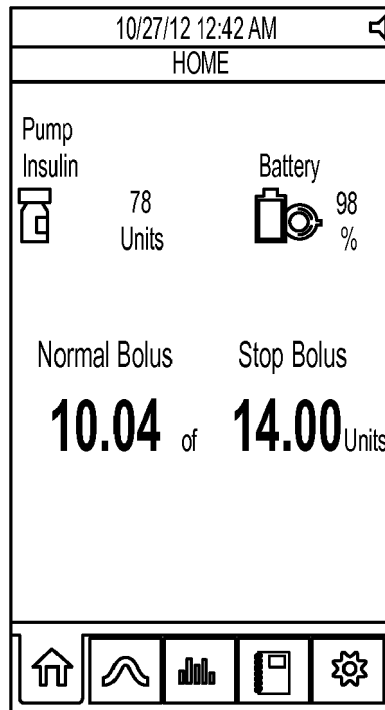 10/27/12 12:42 AM
HOME
Pump
Insulin
78
Units
Battery
98
%
Normal Bolus
Stop Bolus
10.04 of 14.00 Units